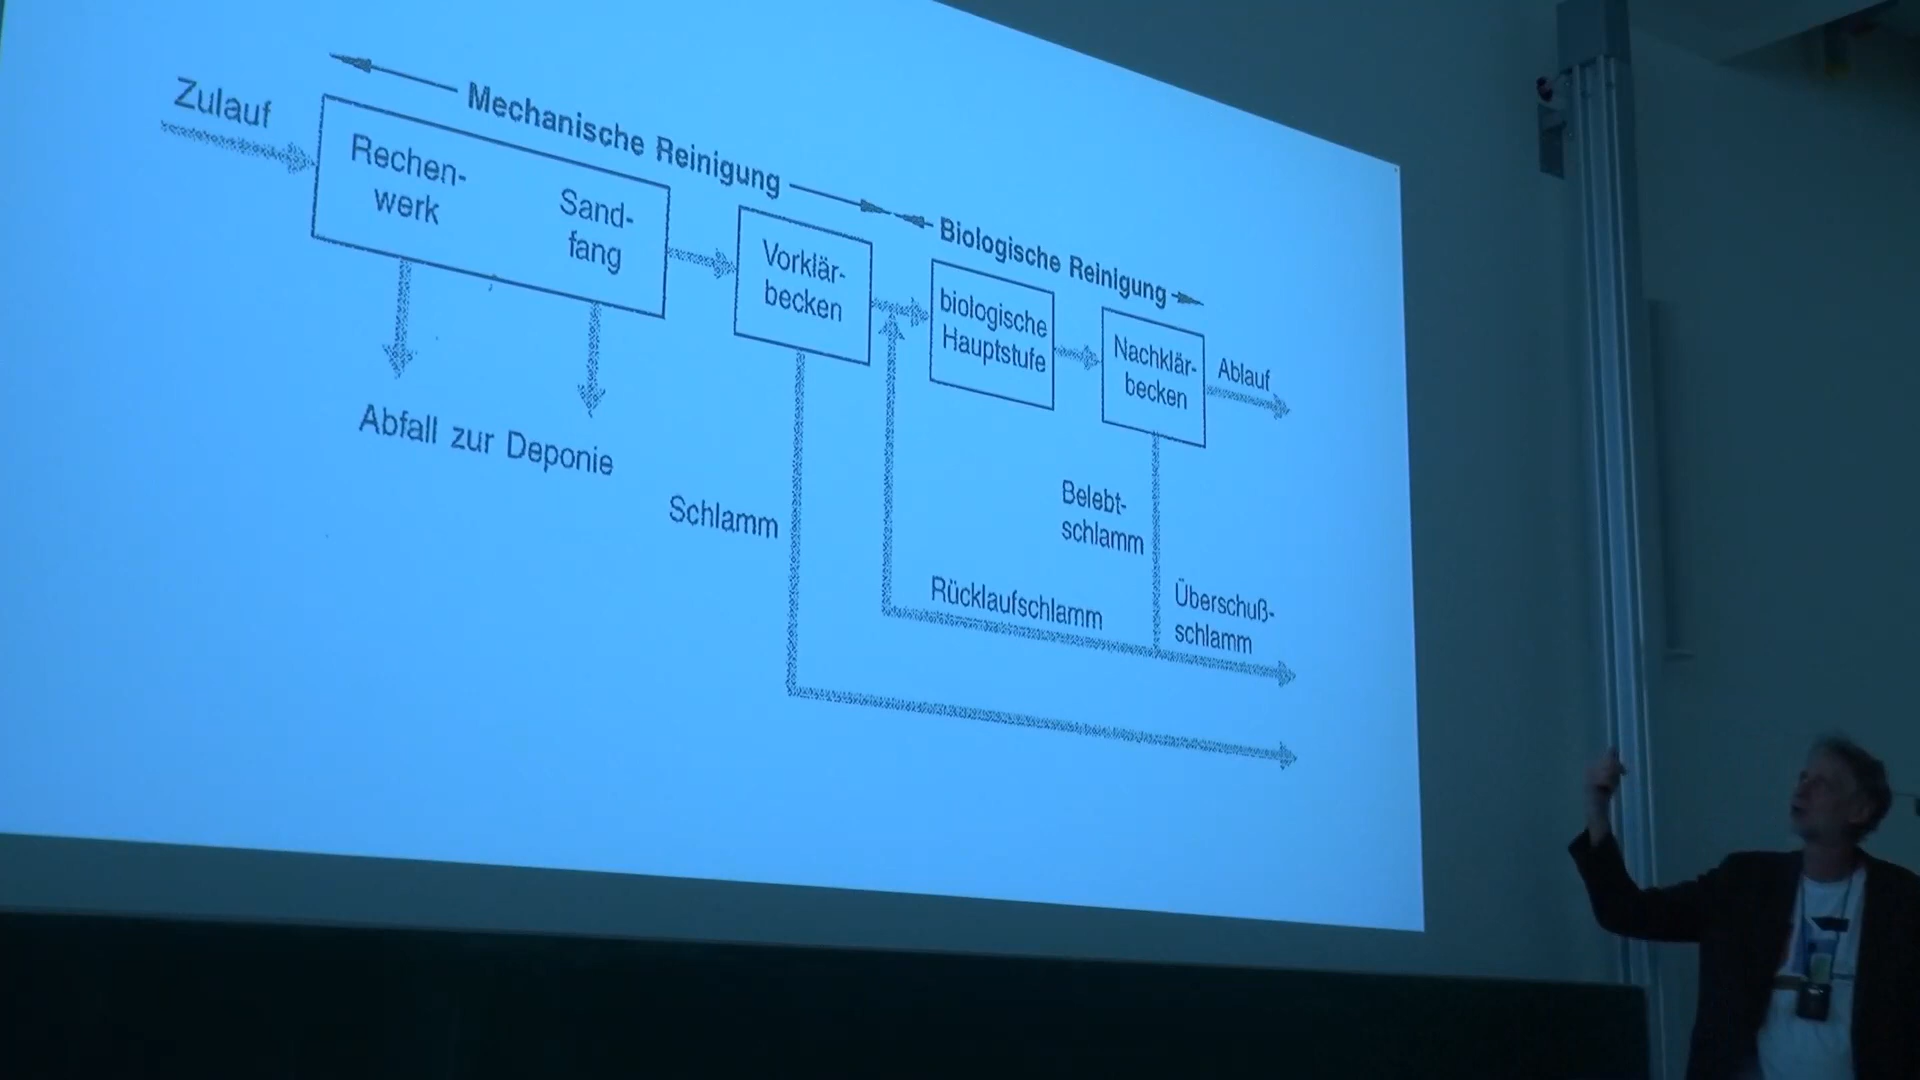 Zulauf
Mechanische Reinigung
Rechen-
werk
Sand-
fang
Vorklär-
becken
Biologische Reinigung
biologische
Hauptstufe
Nachklär-
becken
Ablauf
Abfall zur Deponie
Schlamm
Belebt-
schlamm
Rücklaufschlamm
Überschuß-
schlamm